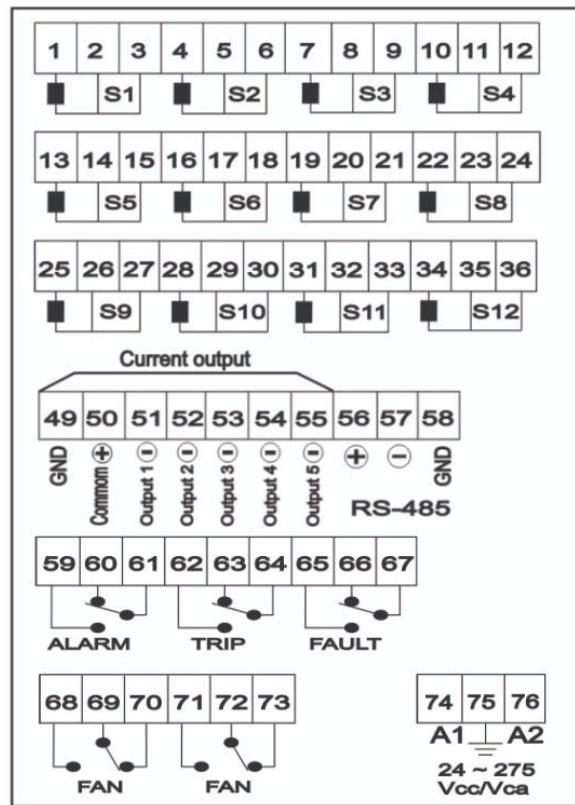 1 2 3 4 5 6 7 8 9 10 11 12
S1 S2 S3 S4
13 14 15 16 17 18 19 20 21 22 23 24
S5 S6 S7 S8
25 26 27 28 29 30 31 32 33 34 35 36
S9 S10 S11 S12
Current output
49 50 51 52 53 54 55 56 57 58
GND
Commom +
Output 1 -
Output 2 -
Output 3 -
Output 4 -
Output 5 -
+
-
GND
RS-485
59 60 61 62 63 64 65 66 67
ALARM TRIP FAULT
68 69 70 71 72 73
FAN FAN
74 75 76
A1 A2
24 ~ 275
Vcc/Vca